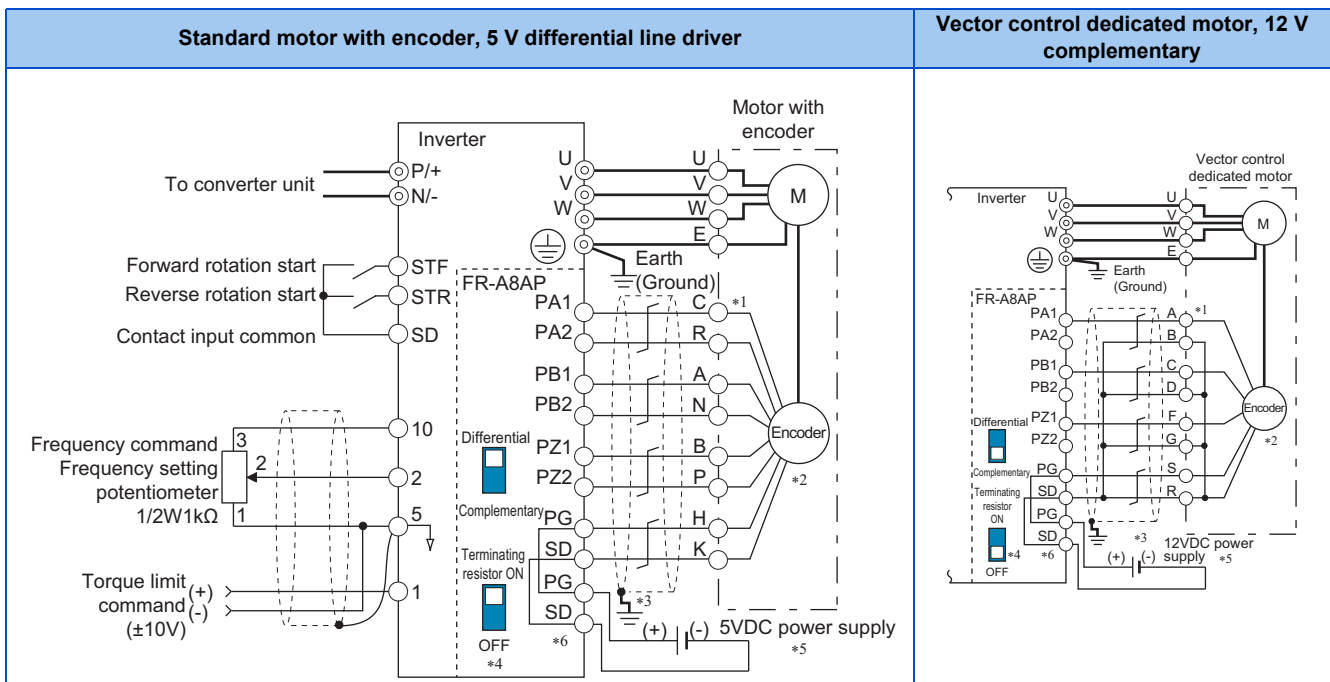 Standard motor with encoder, 5 V differential line driver
Vector control dedicated motor, 12 V
complementary
Motor with
encoder
Inverter
P/+
N/-
To converter unit
U
V
W
U
V
W
E
M
Earth
(Ground)
Forward rotation start
Reverse rotation start
Contact input common
STF
STR
SD
FR-A8AP
PA1
PA2
PB1
PB2
PZ1
PZ2
PG
SD
PG
SD
C
R
A
N
B
P
H
K
*1
Encoder
*2
Differential
Complementary
Terminating
resistor ON
OFF
*4
*3
*6
(+)
(-)
5VDC power supply
*5
Frequency command
Frequency setting
potentiometer
1/2W1kΩ
3
2
1
10
2
5
1
Torque limit
command
(±10V)
(+)
(-)
Vector control
dedicated motor
Inverter
U
V
W
U
V
W
E
M
Earth
(Ground)
FR-A8AP
PA1
PA2
PB1
PB2
PZ1
PZ2
PG
SD
PG
SD
A
B
C
D
F
G
S
R
*1
Encoder
*2
Differential
Complementary
Terminating
resistor
ON
OFF
*4
*6
*3
(+)
(-)
12VDC power
supply
*5